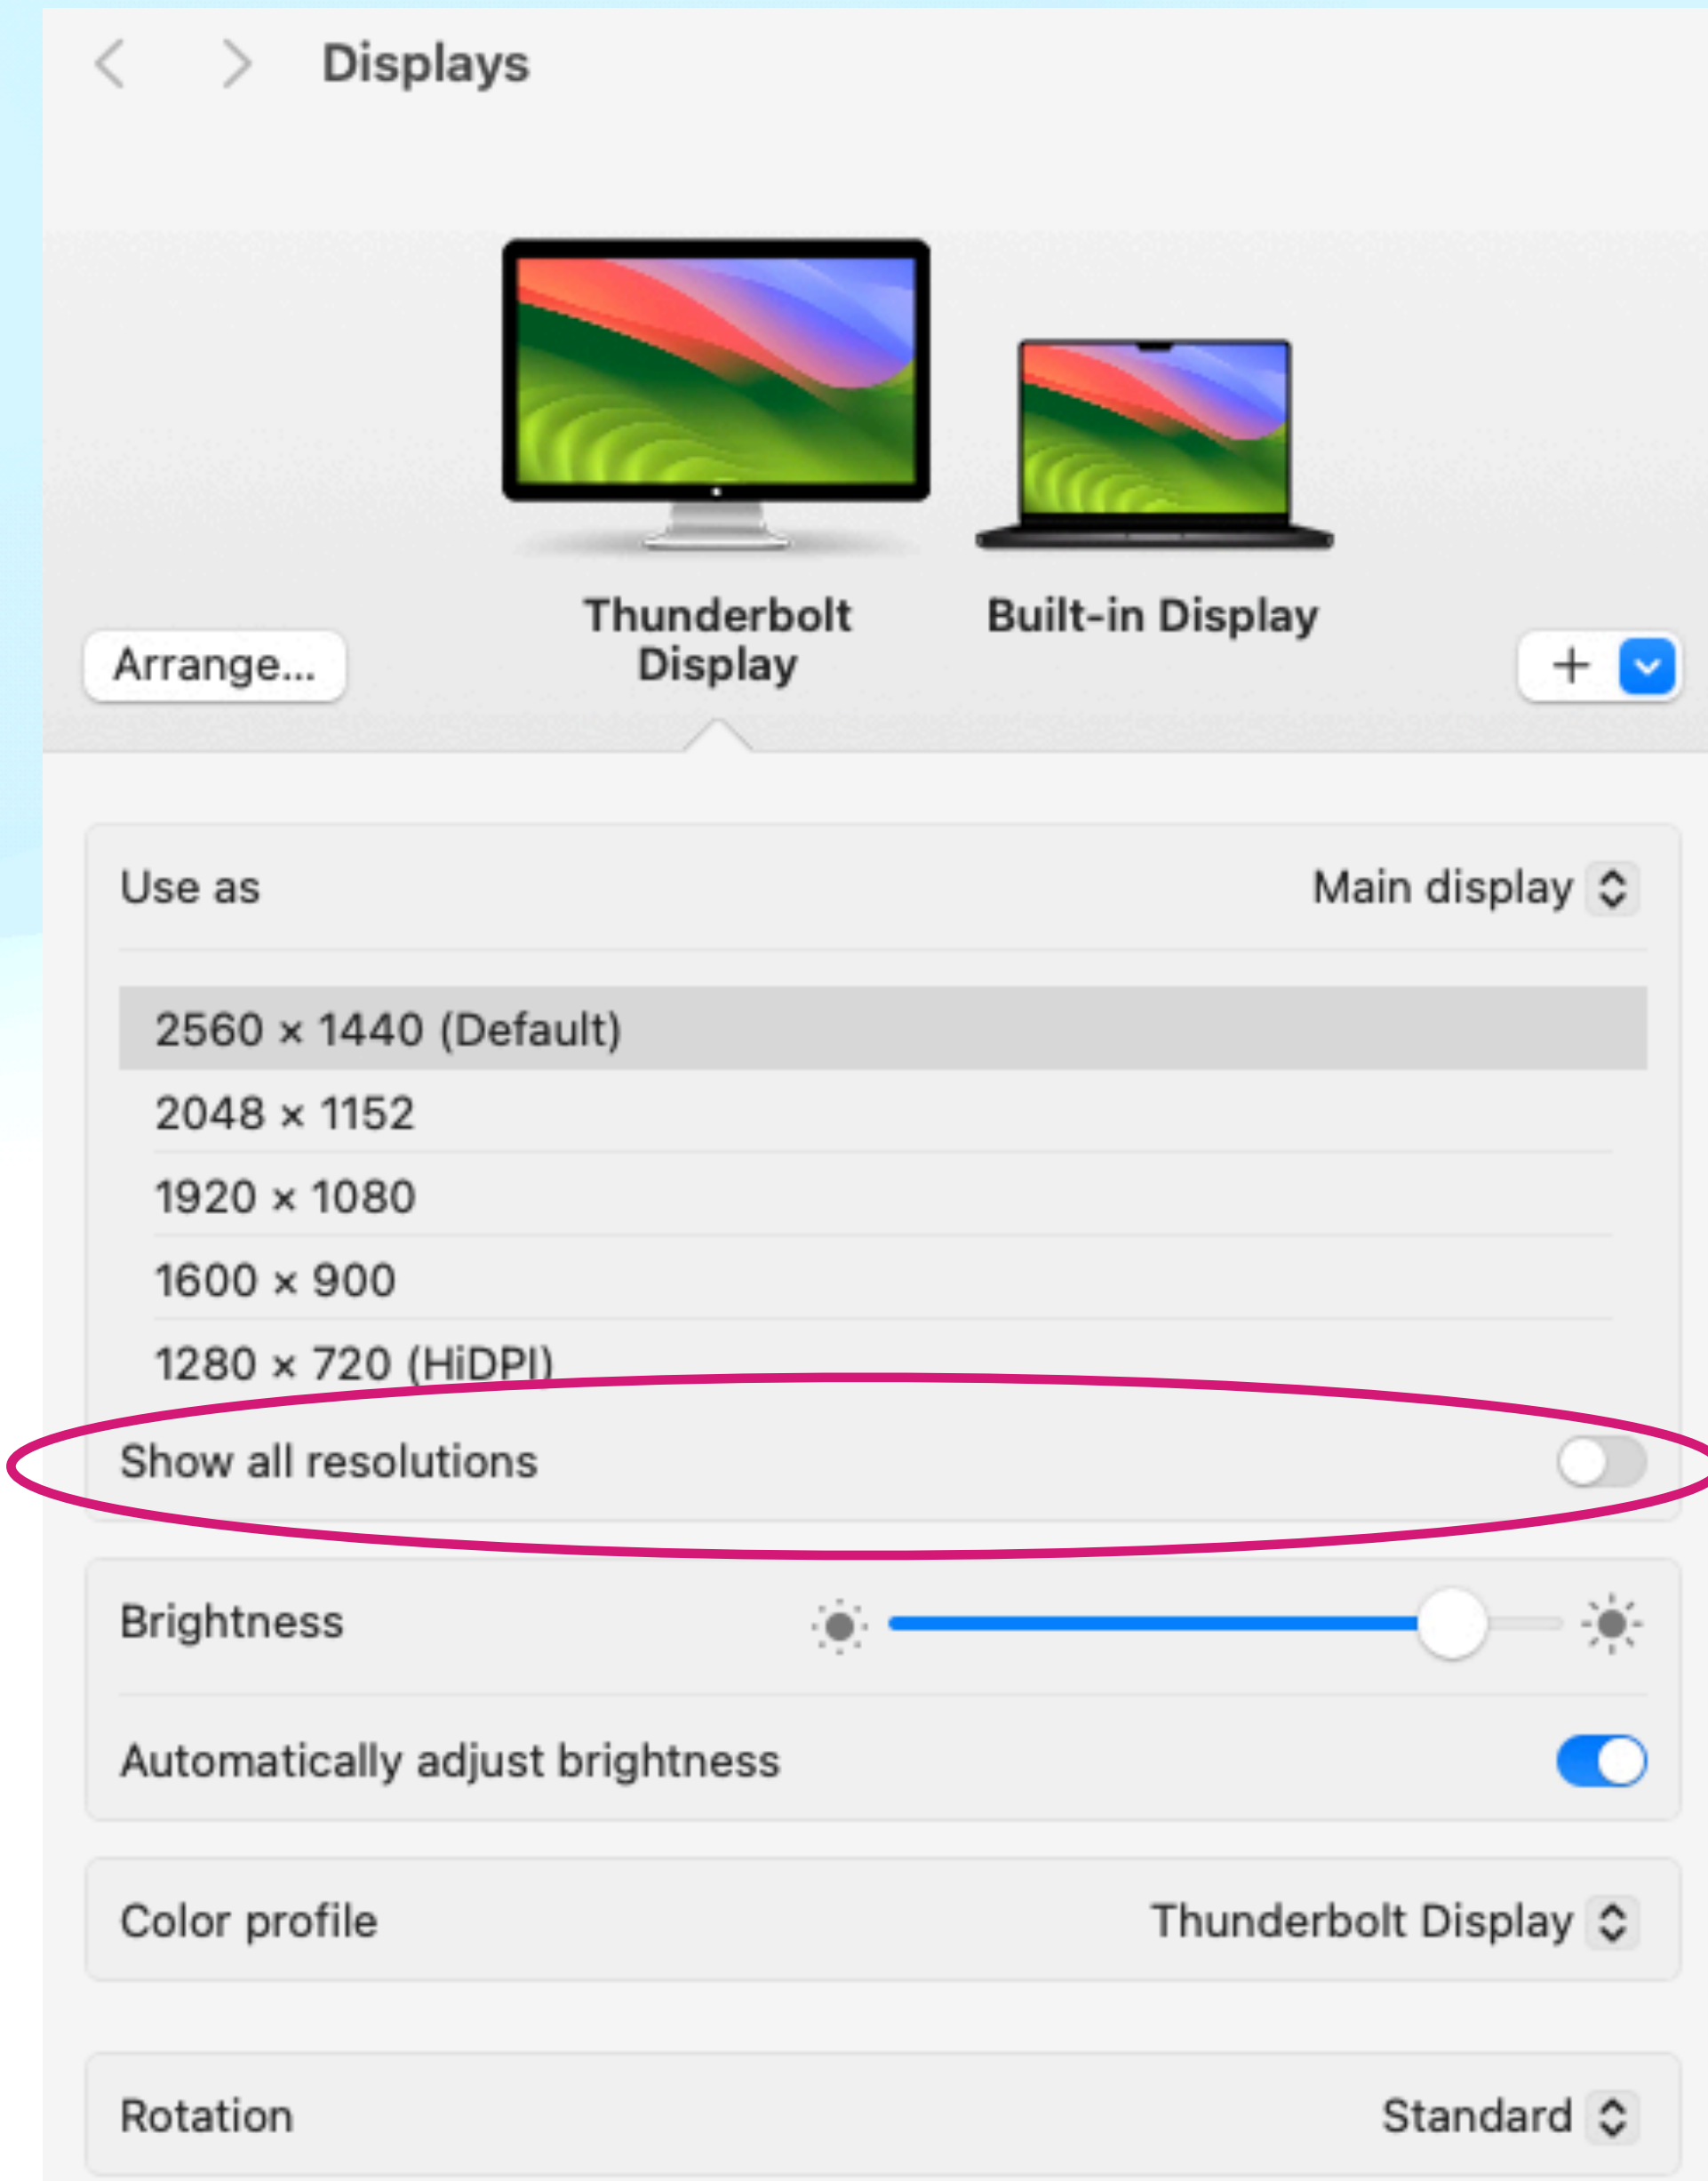 Displays
Thunderbolt
Display
Built-in Display
Arrange...
+
Use as Main display
2560 × 1440 (Default)
2048 × 1152
1920 × 1080
1600 × 900
1280 × 720 (HiDPI)
Show all resolutions
Brightness
Automatically adjust brightness
Color profile Thunderbolt Display
Rotation Standard